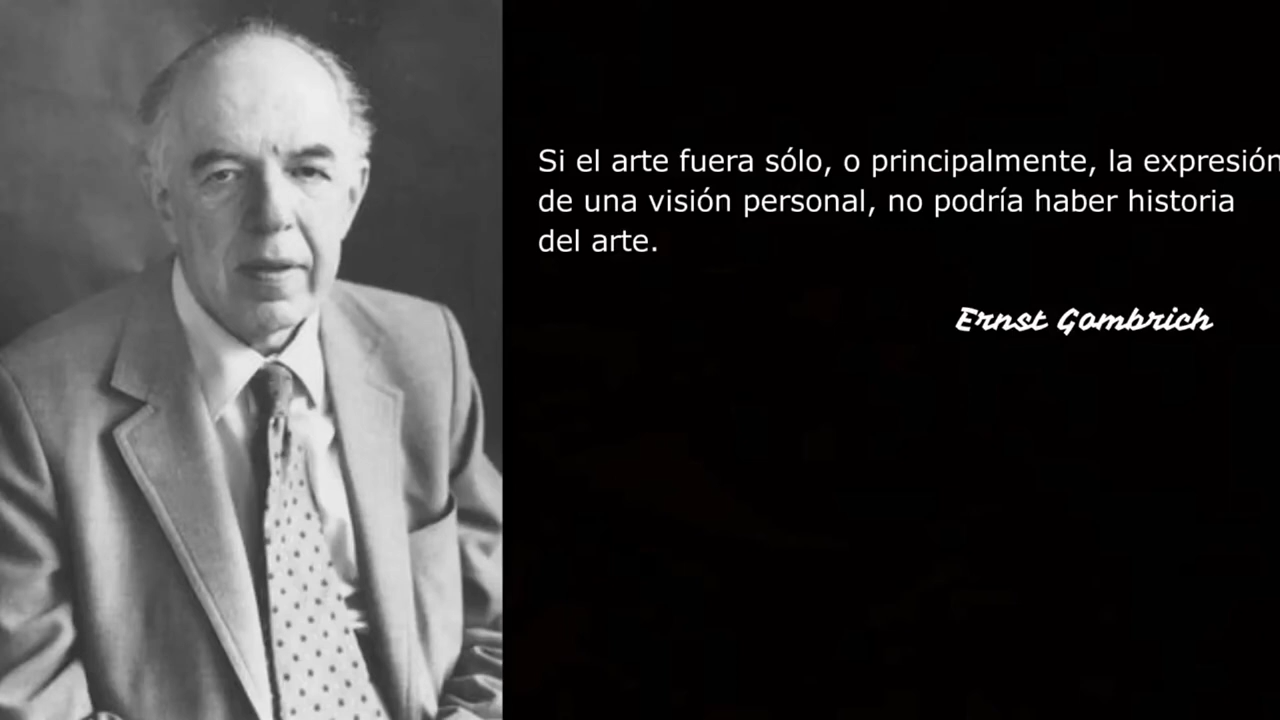 Si el arte fuera sólo, o principalmente, la expresión
de una visión personal, no podría haber historia
del arte.
Ernst Gombrich